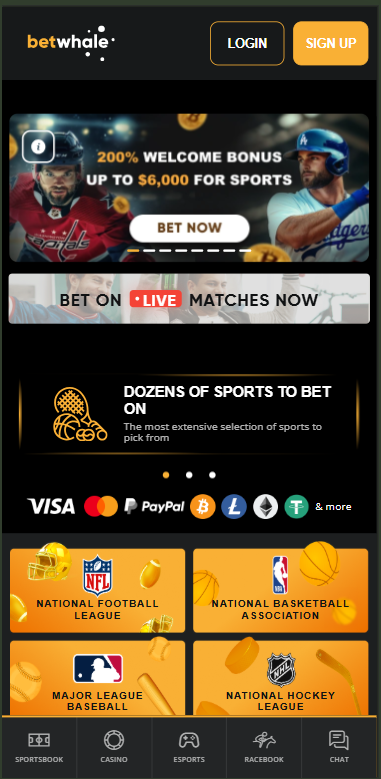 betwhale
LOGIN
SIGN UP
i
200% WELCOME BONUS
UP TO $6,000 FOR SPORTS
Capitals
Dodgers
BET NOW
BET ON LIVE MATCHES NOW
DOZENS OF SPORTS TO BET
ON
The most extensive selection of sports to
pick from
VISA
PayPal
& more
NFL
NATIONAL FOOTBALL
LEAGUE
NBA
NATIONAL BASKETBALL
ASSOCIATION
MAJOR LEAGUE
BASEBALL
NHL
NATIONAL HOCKEY
LEAGUE
SPORTSBOOK
CASINO
ESPORTS
RACEBOOK
CHAT